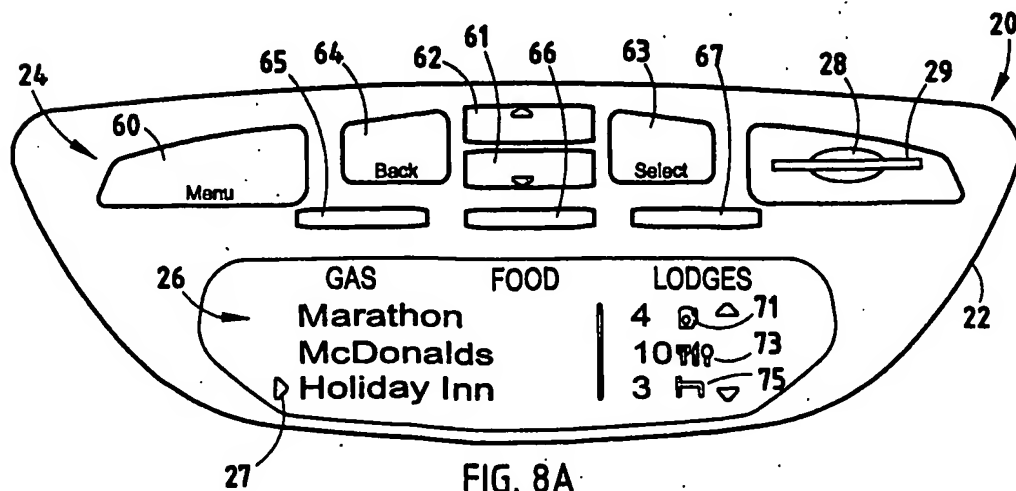 61
62 66
64 63 67 20
65 28 29
24
60
Back Select
Menu
26 GAS FOOD LODGES
Marathon 4 71 22
McDonalds 10 73
Holiday Inn 3 75
27
FIG. 8A